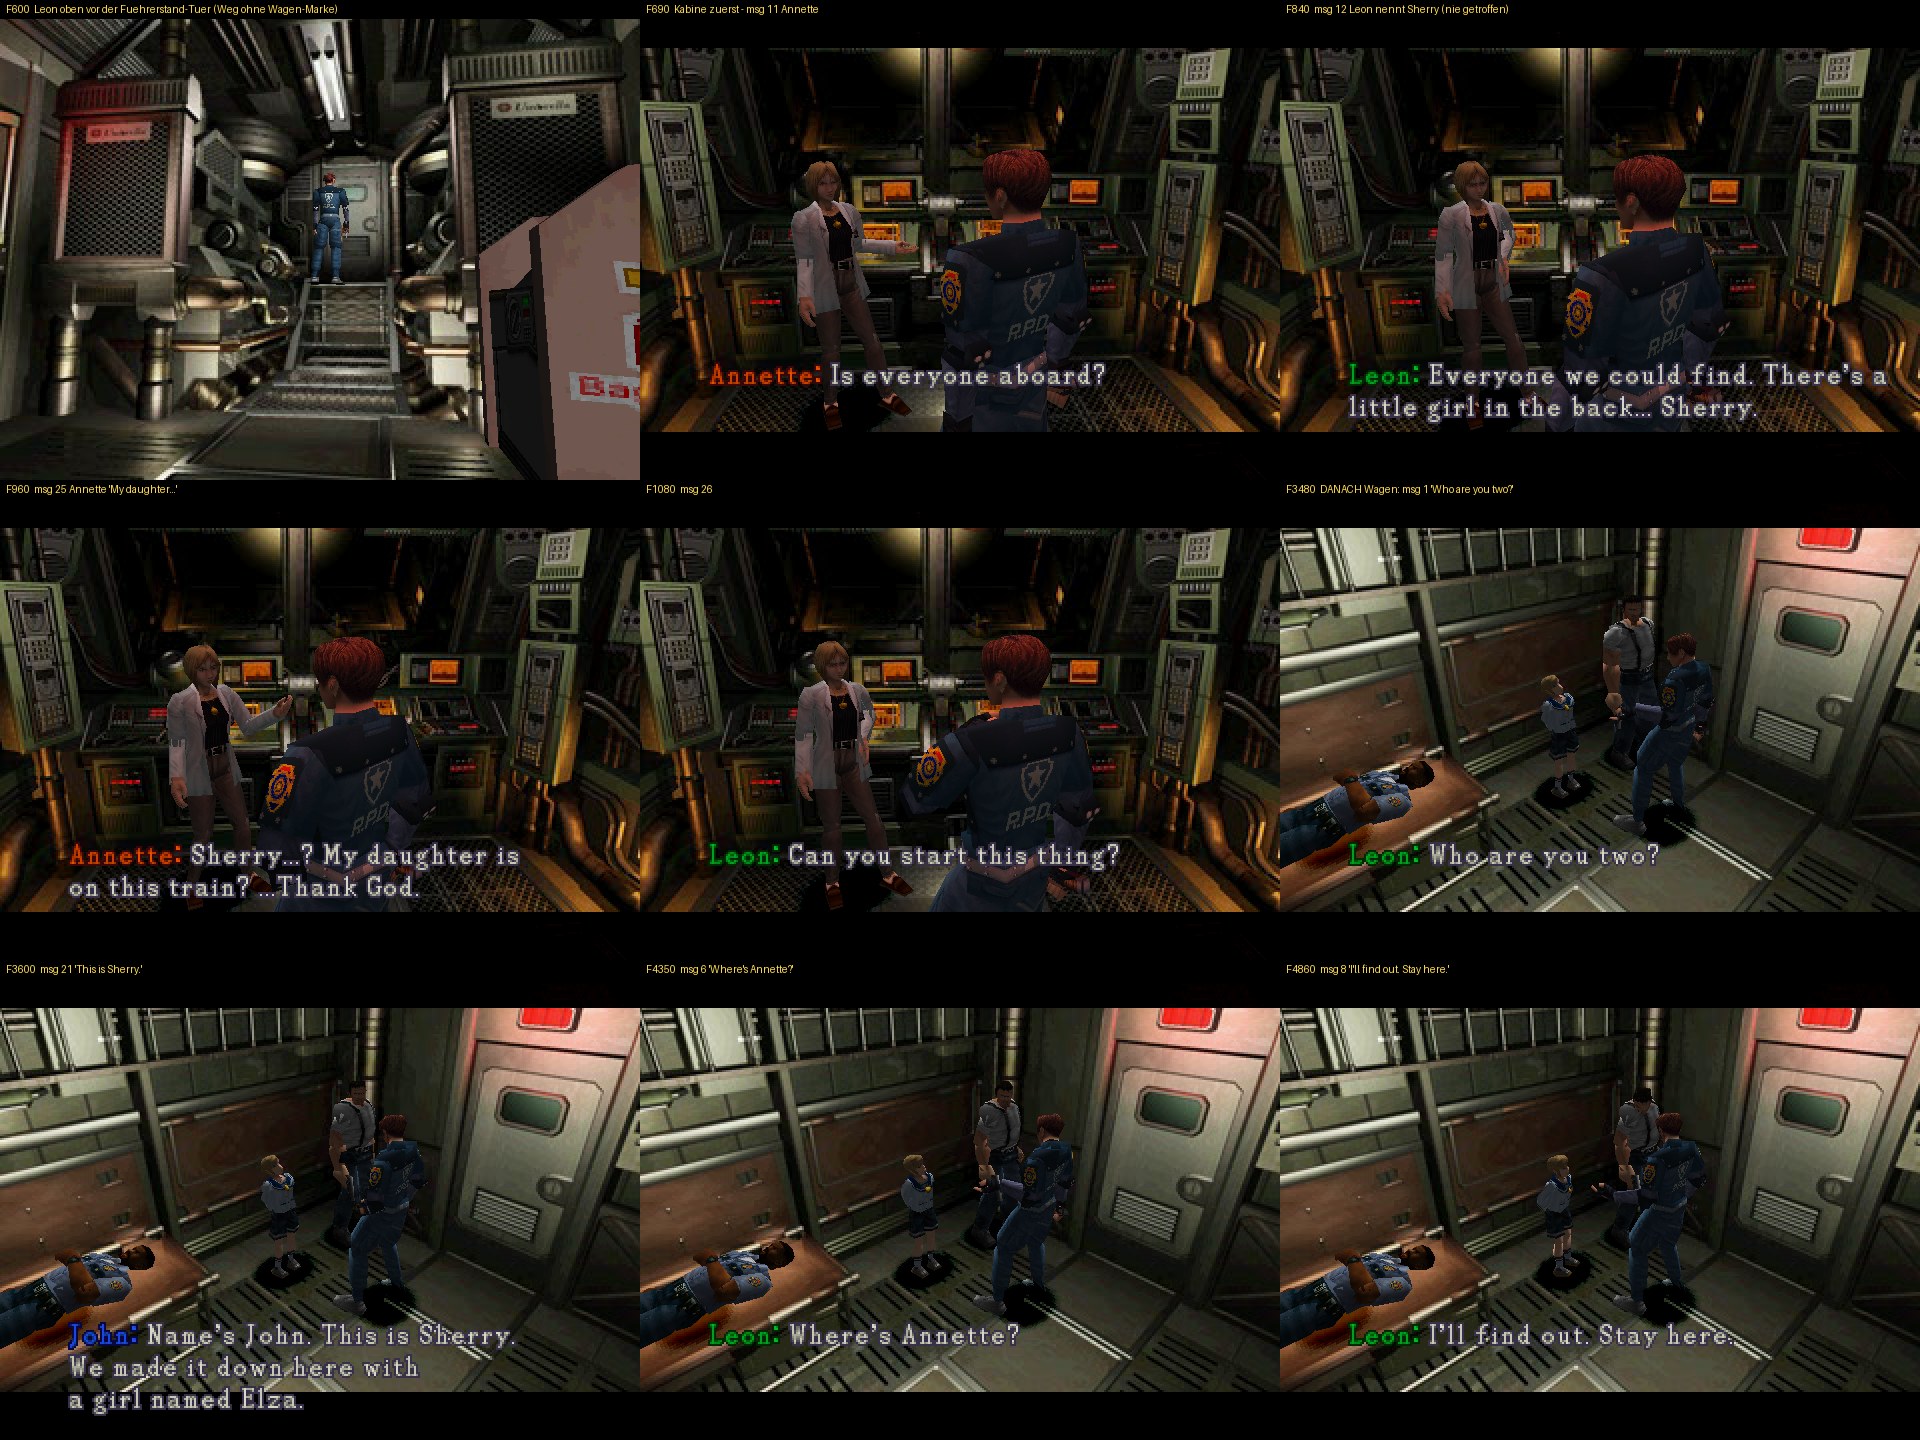 F600 Leon oben vor der Fuehrerstand-Tuer (Weg ohne Wagen-Marke)
F690 Kabine zuerst - msg 11 Annette
F840 msg 12 Leon nennt Sherry (nie getroffen)
Umbrella
Umbrella
Annette: Is everyone aboard?
R.P.D.
Leon: Everyone we could find. There's a
little girl in the back... Sherry.
R.P.D.
F960 msg 25 Annette 'My daughter...'
F1080 msg 26
F3480 DANACH Wagen: msg 1 'Who are you two?'
R.P.D.
Annette: Sherry...? My daughter is
on this train? ...Thank God.
R.P.D.
Leon: Can you start this thing?
Leon: Who are you two?
F3600 msg 21 'This is Sherry.'
F4350 msg 6 'Where's Annette?'
F4860 msg 8 'I'll find out. Stay here.'
John: Name's John. This is Sherry.
We made it down here with
a girl named Elza.
Leon: Where's Annette?
Leon: I'll find out. Stay here.